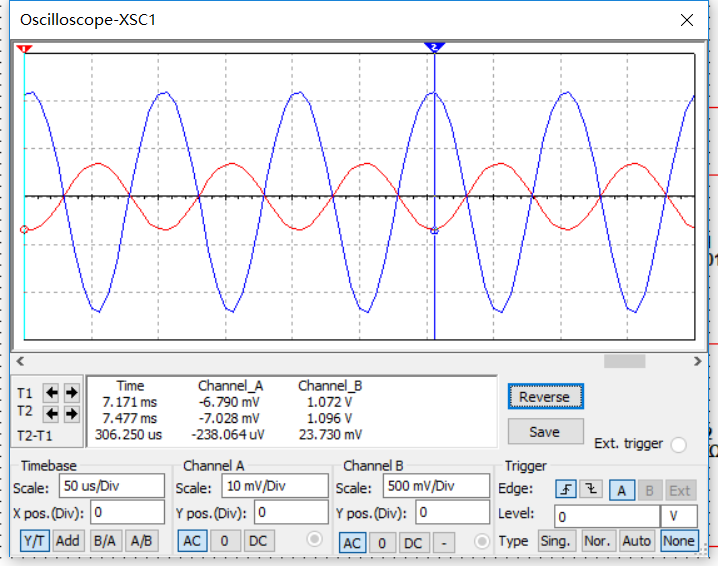 Oscilloscope-XSC1
1
2
Time Channel_A Channel_B
T1 7.171 ms -6.790 mV 1.072 V
T2 7.477 ms -7.028 mV 1.096 V
T2-T1 306.250 us -238.064 uV 23.730 mV
Reverse
Save
Ext. trigger
Timebase
Scale: 50 us/Div
X pos.(Div): 0
Y/T Add B/A A/B
Channel A
Scale: 10 mV/Div
Y pos.(Div): 0
AC 0 DC
Channel B
Scale: 500 mV/Div
Y pos.(Div): 0
AC 0 DC -
Trigger
Edge: A B Ext
Level: 0 V
Type Sing. Nor. Auto None